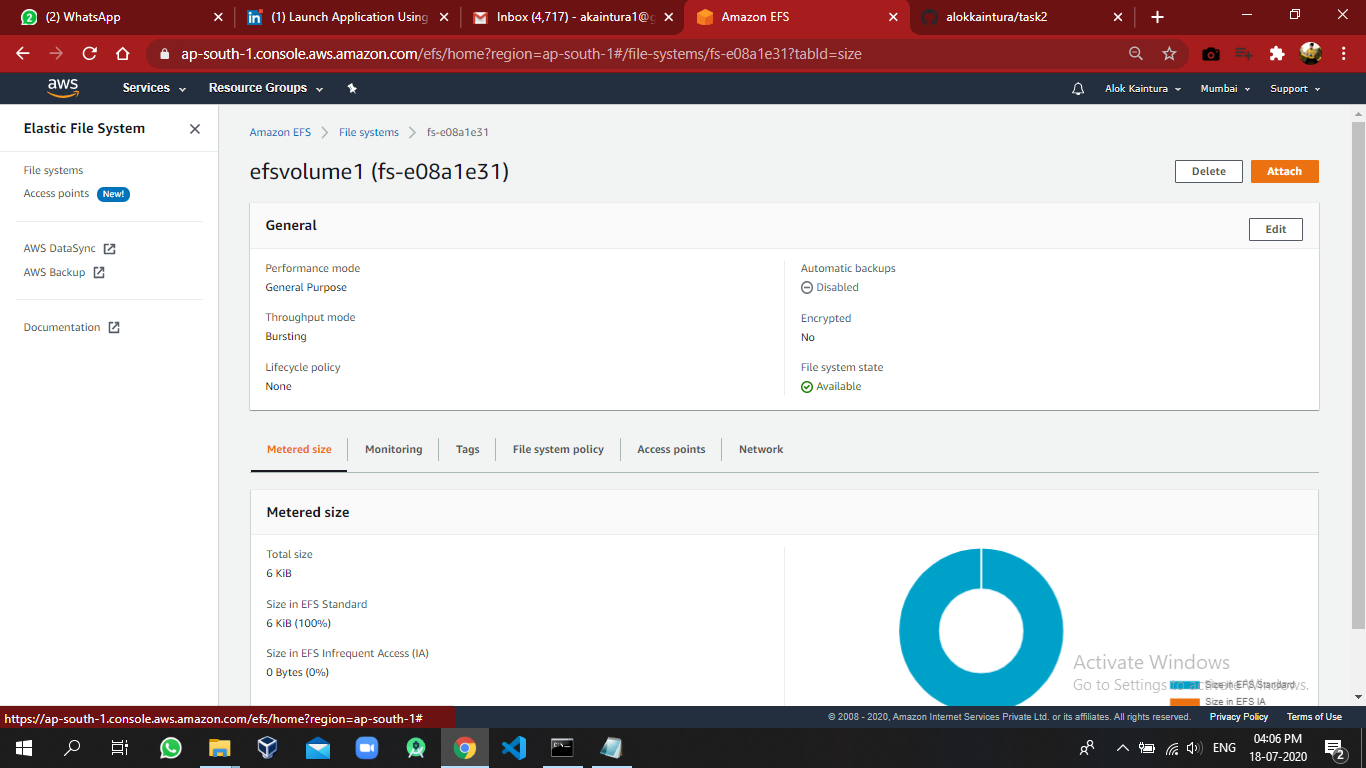 (2) WhatsApp
(1) Launch Application Using
Inbox (4,717) - akaintura1@g
Amazon EFS
alokkaintura/task2
ap-south-1.console.aws.amazon.com/efs/home?region=ap-south-1#/file-systems/fs-e08a1e31?tabId=size
aws Services Resource Groups Alok Kaintura Mumbai Support
Elastic File System
File systems
Access points New!
AWS DataSync
AWS Backup
Documentation
Amazon EFS File systems fs-e08a1e31
efsvolume1 (fs-e08a1e31)
Delete Attach
General
Edit
Performance mode
General Purpose
Throughput mode
Bursting
Lifecycle policy
None
Automatic backups
Disabled
Encrypted
No
File system state
Available
Metered size Monitoring Tags File system policy Access points Network
Metered size
Total size
6 KiB
Size in EFS Standard
6 KiB (100%)
Size in EFS Infrequent Access (IA)
0 Bytes (0%)
Size in EFS Standard
Size in EFS IA
Activate Windows
Go to Settings to activate Windows.
https://ap-south-1.console.aws.amazon.com/efs/home?region=ap-south-1#
© 2008 - 2020, Amazon Internet Services Private Ltd. or its affiliates. All rights reserved. Privacy Policy Terms of Use
ENG
04:06 PM
18-07-2020
2